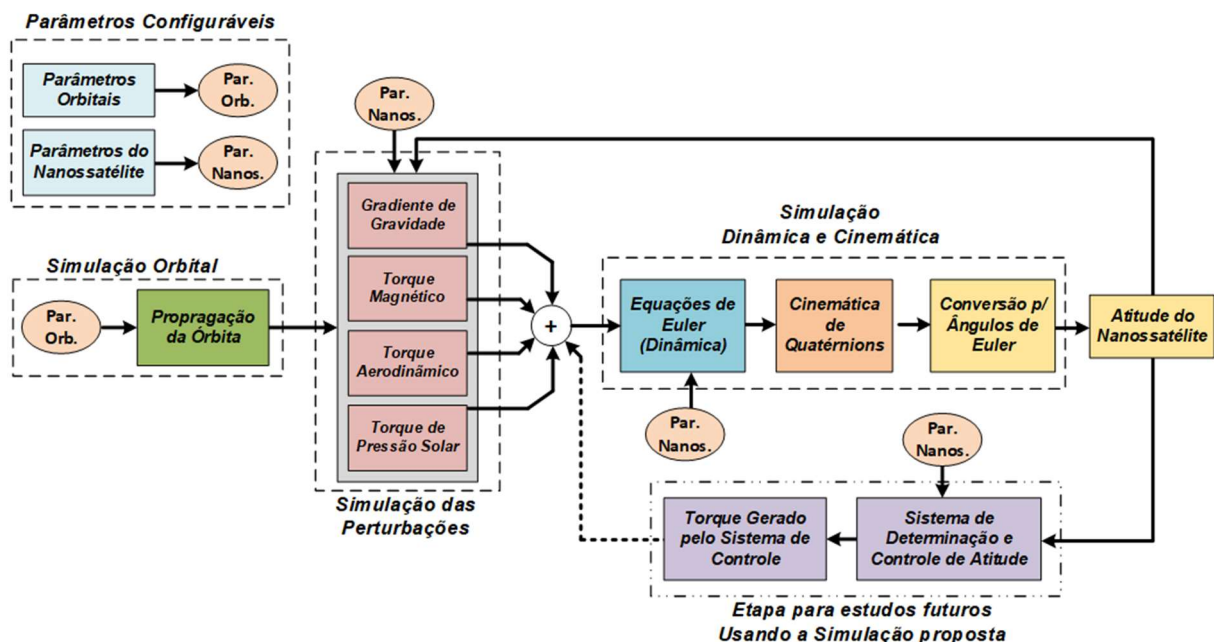 Parâmetros Configuráveis
Parâmetros
Orbitais
Par.
Orb.
Parâmetros do
Nanossatélite
Par.
Nanos.
Simulação Orbital
Par.
Orb.
Propragação
da Órbita
Par.
Nanos.
Gradiente de
Gravidade
Torque
Magnético
Torque
Aerodinâmico
Torque de
Pressão Solar
Simulação das
Perturbações
+
Simulação
Dinâmica e Cinemática
Equações de
Euler
(Dinâmica)
Cinemática
de
Quatérnions
Conversão p/
Ângulos de
Euler
Atitude do
Nanossatélite
Par.
Nanos.
Par.
Nanos.
Torque Gerado
pelo Sistema de
Controle
Sistema de
Determinação e
Controle de Atitude
Etapa para estudos futuros
Usando a Simulação proposta